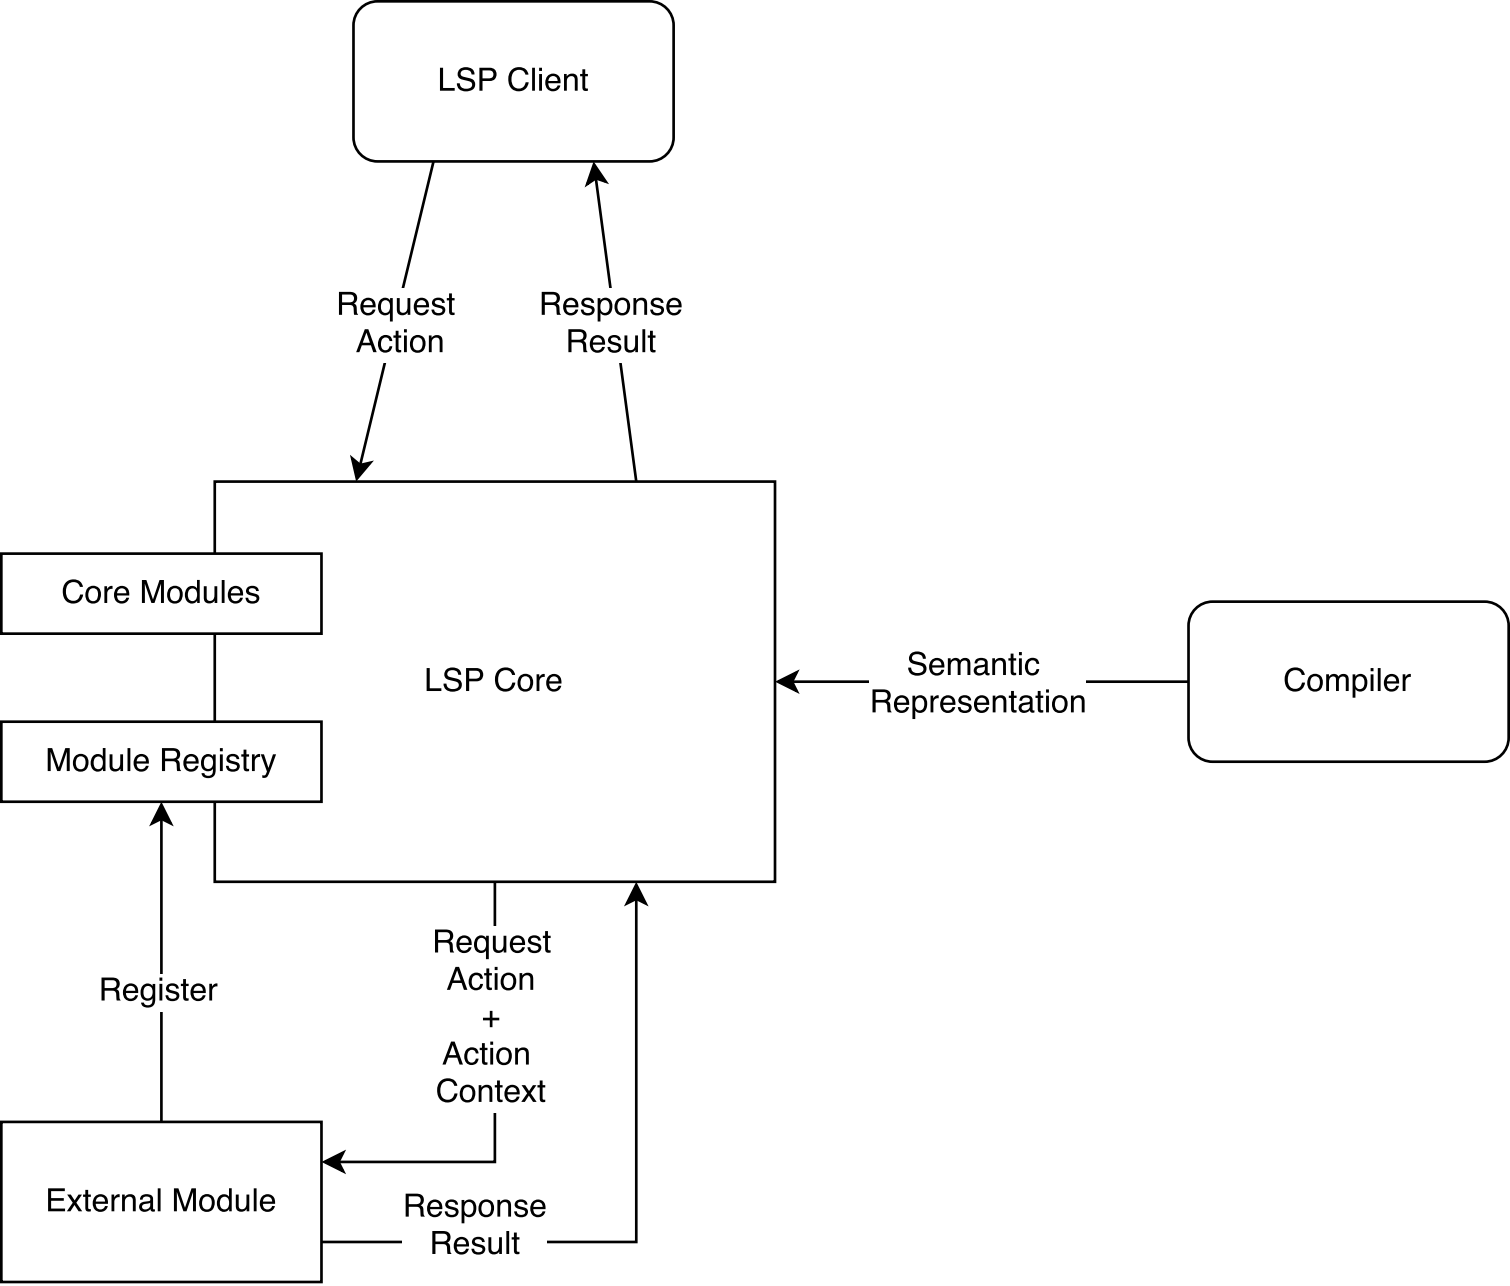 LSP Client
Request
Action
Response
Result
Core Modules
LSP Core
Module Registry
Semantic
Representation
Compiler
Register
Request
Action
+
Action
Context
External Module
Response
Result